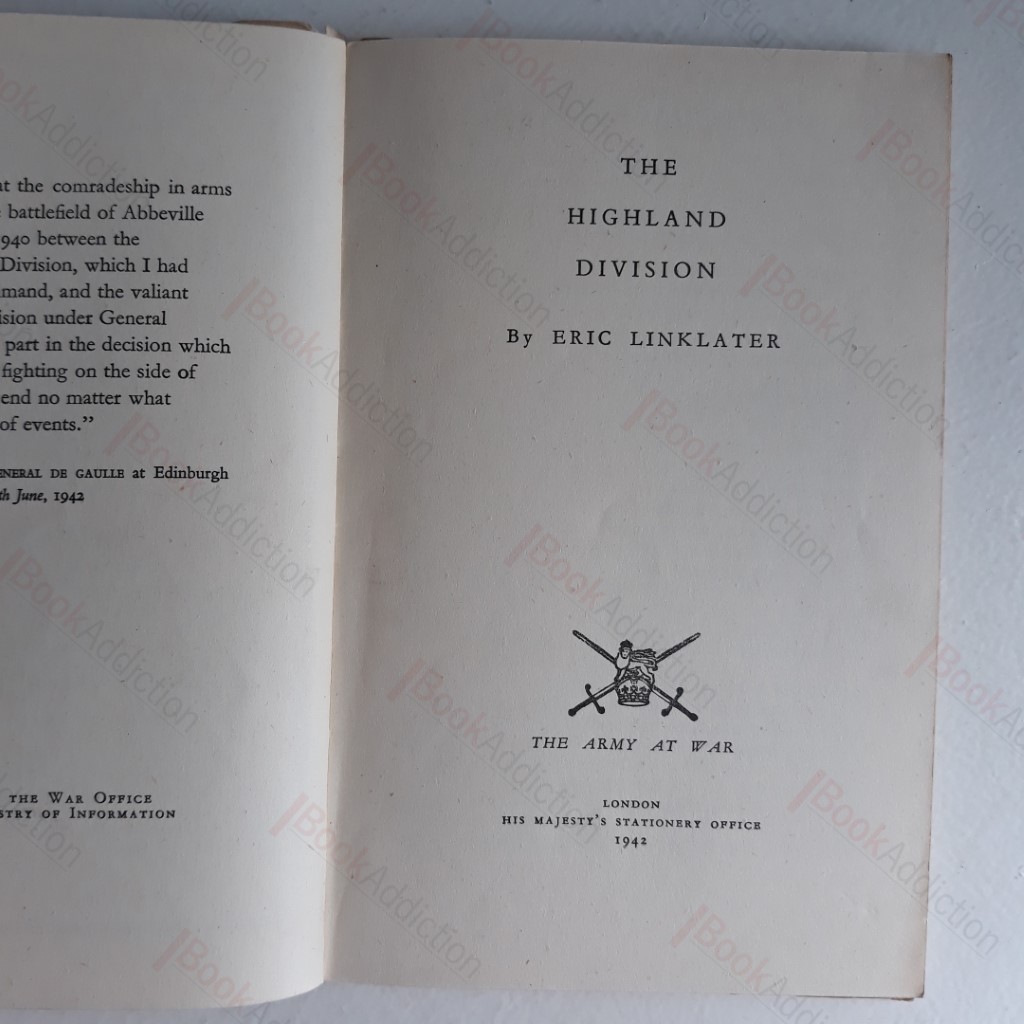 at the comradeship in arms
battlefield of Abbeville
940 between the
Division, which I had
mand, and the valiant
ision under General
part in the decision which
fighting on the side of
end no matter what
of events.”
ENERAL DE GAULLE at Edinburgh
th June, 1942
THE WAR OFFICE
STRY OF INFORMATION
THE
HIGHLAND
DIVISION
By ERIC LINKLATER
THE ARMY AT WAR
LONDON
HIS MAJESTY'S STATIONERY OFFICE
1942
BookAddiction